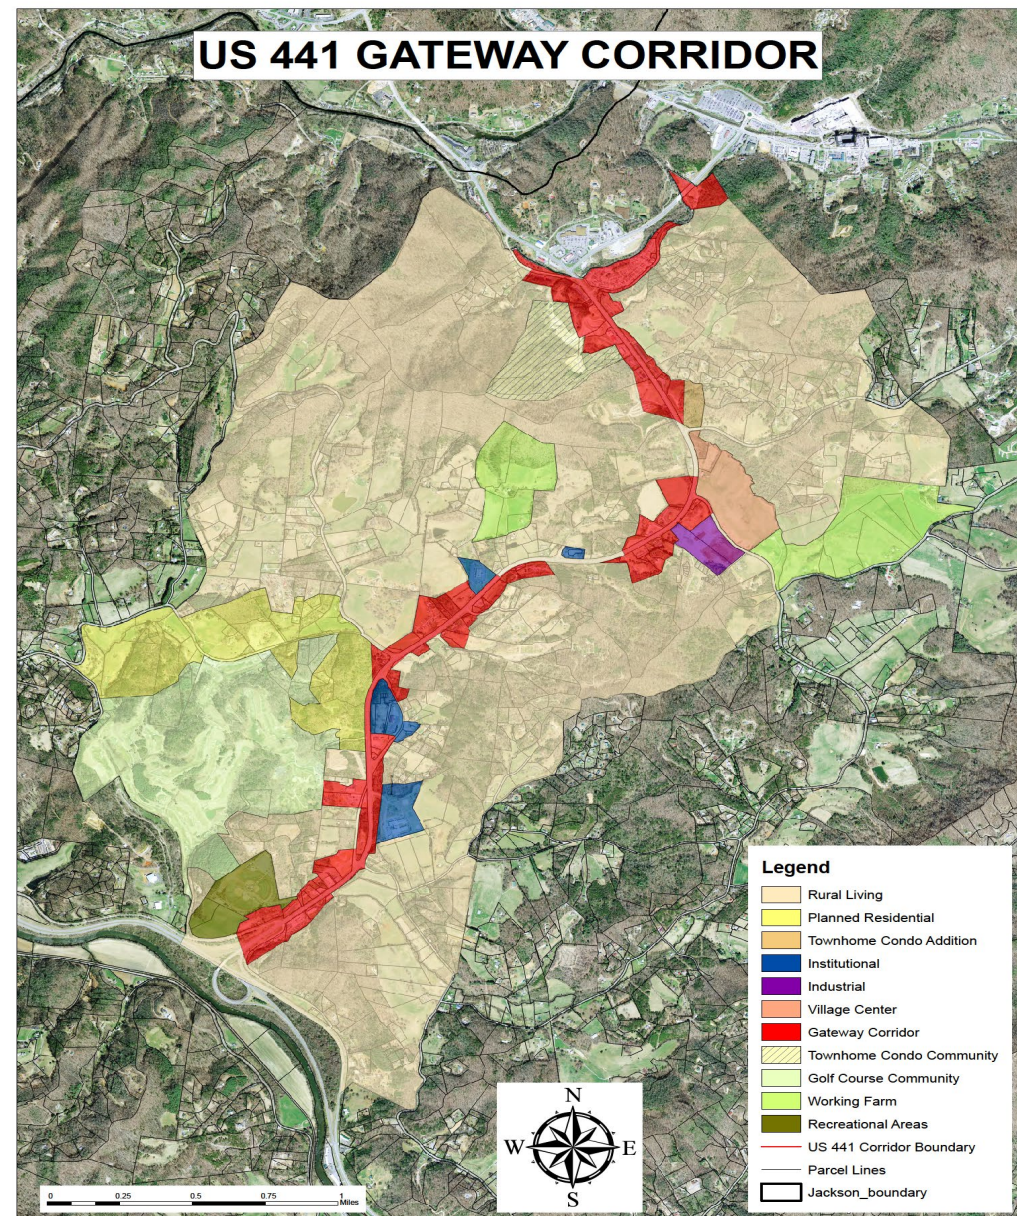 US 441 GATEWAY CORRIDOR
Legend
Rural Living
Planned Residential
Townhome Condo Addition
Institutional
Industrial
Village Center
Gateway Corridor
Townhome Condo Community
Golf Course Community
Working Farm
Recreational Areas
US 441 Corridor Boundary
Parcel Lines
Jackson_boundary
N
W E
S
0 0.25 0.5 0.75 1
Miles